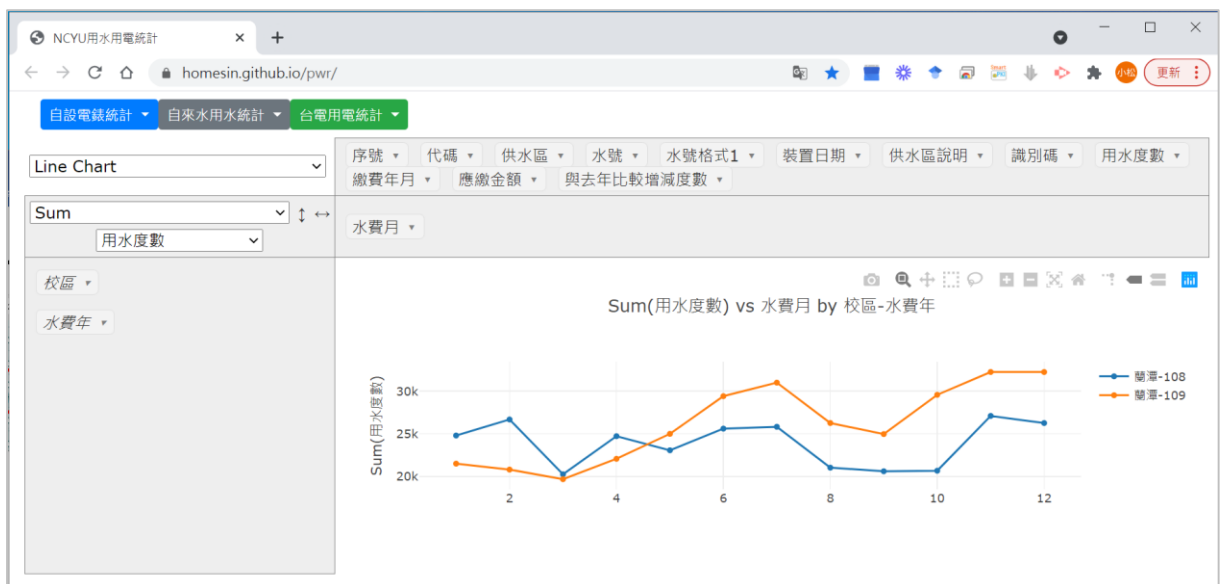 NCYU用水用電統計
homesin.github.io/pwr/
小松
更新
自設電錶統計 自來水用水統計 台電用電統計
Line Chart
序號 代碼 供水區 水號 水號格式1 裝置日期 供水區說明 識別碼 用水度數
繳費年月 應繳金額 與去年比較增減度數
Sum
用水度數
水費月
校區
水費年
Sum(用水度數) vs 水費月 by 校區-水費年
Sum(用水度數)
30k
25k
20k
2 4 6 8 10 12
蘭潭-108
蘭潭-109